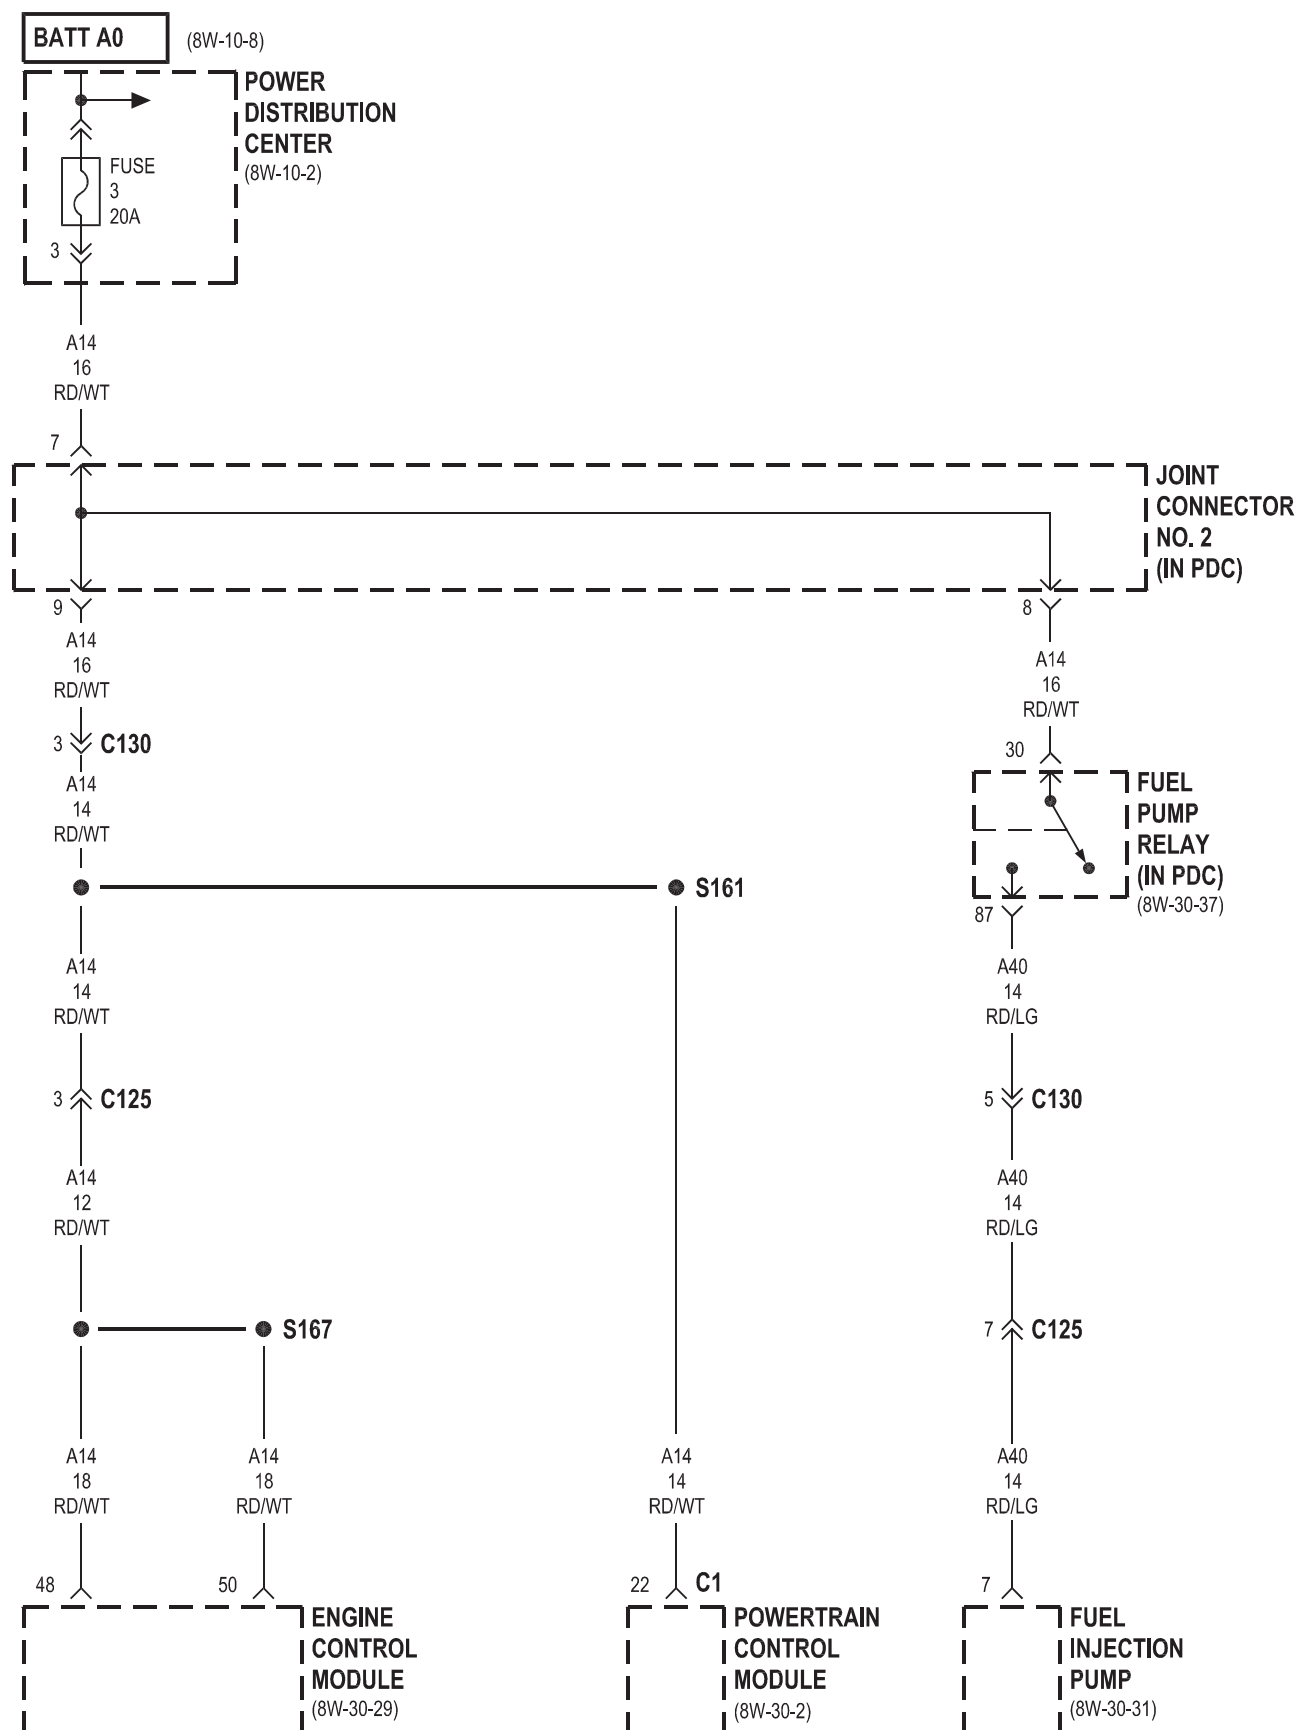 BATT A0
(8W-10-8)
POWER
DISTRIBUTION
CENTER
(8W-10-2)
FUSE
3
20A
3
A14
16
RD/WT
7
JOINT
CONNECTOR
NO. 2
(IN PDC)
9
A14
16
RD/WT
8
A14
16
RD/WT
3
C130
A14
14
RD/WT
30
FUEL
PUMP
RELAY
(IN PDC)
(8W-30-37)
S161
87
A14
14
RD/WT
A40
14
RD/LG
3
C125
5
C130
A14
12
RD/WT
A40
14
RD/LG
S167
7
C125
A14
18
RD/WT
A14
18
RD/WT
A14
14
RD/WT
A40
14
RD/LG
48
50
22
C1
7
ENGINE
CONTROL
MODULE
(8W-30-29)
POWERTRAIN
CONTROL
MODULE
(8W-30-2)
FUEL
INJECTION
PUMP
(8W-30-31)